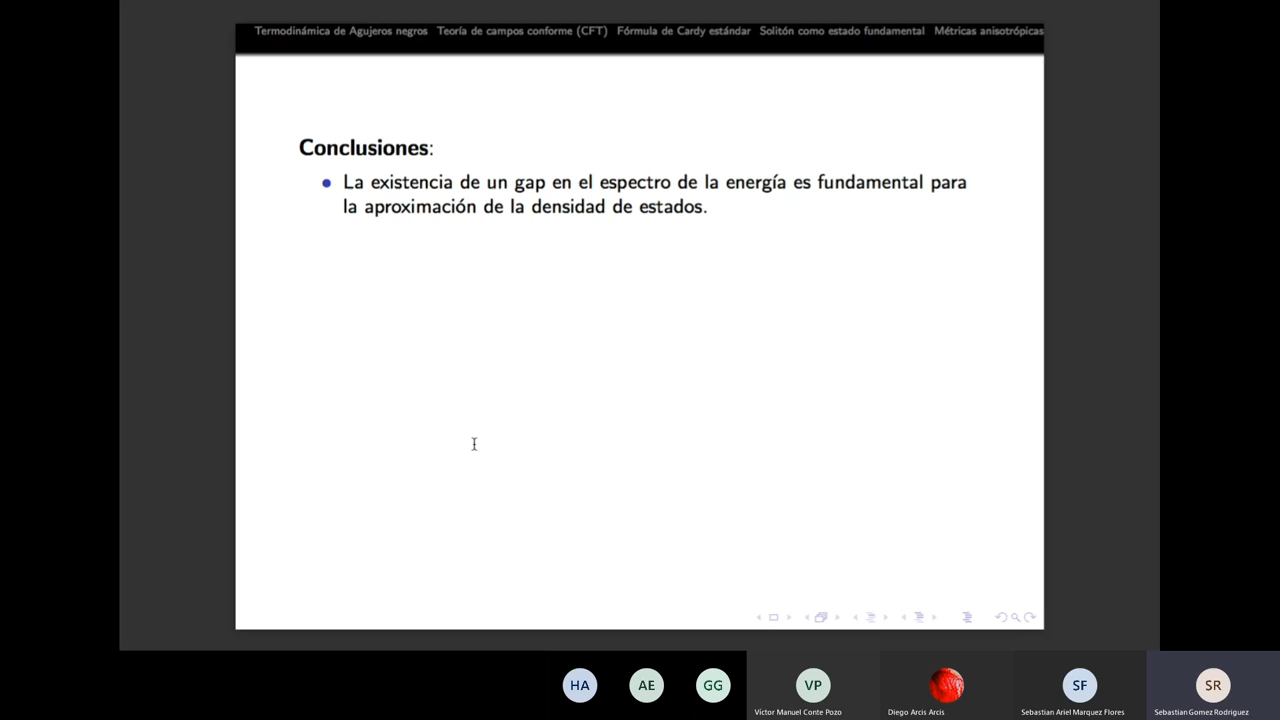 Termodinámica de Agujeros negros Teoría de campos conforme (CFT) Fórmula de Cardy estándar Solitón como estado fundamental Métricas anisotrópicas
Conclusiones:
La existencia de un gap en el espectro de la energía es fundamental para
la aproximación de la densidad de estados.
HA AE GG VP SF SR
Víctor Manuel Conte Pozo Diego Arcis Arcis Sebastian Ariel Marquez Flores Sebastian Gomez Rodriguez